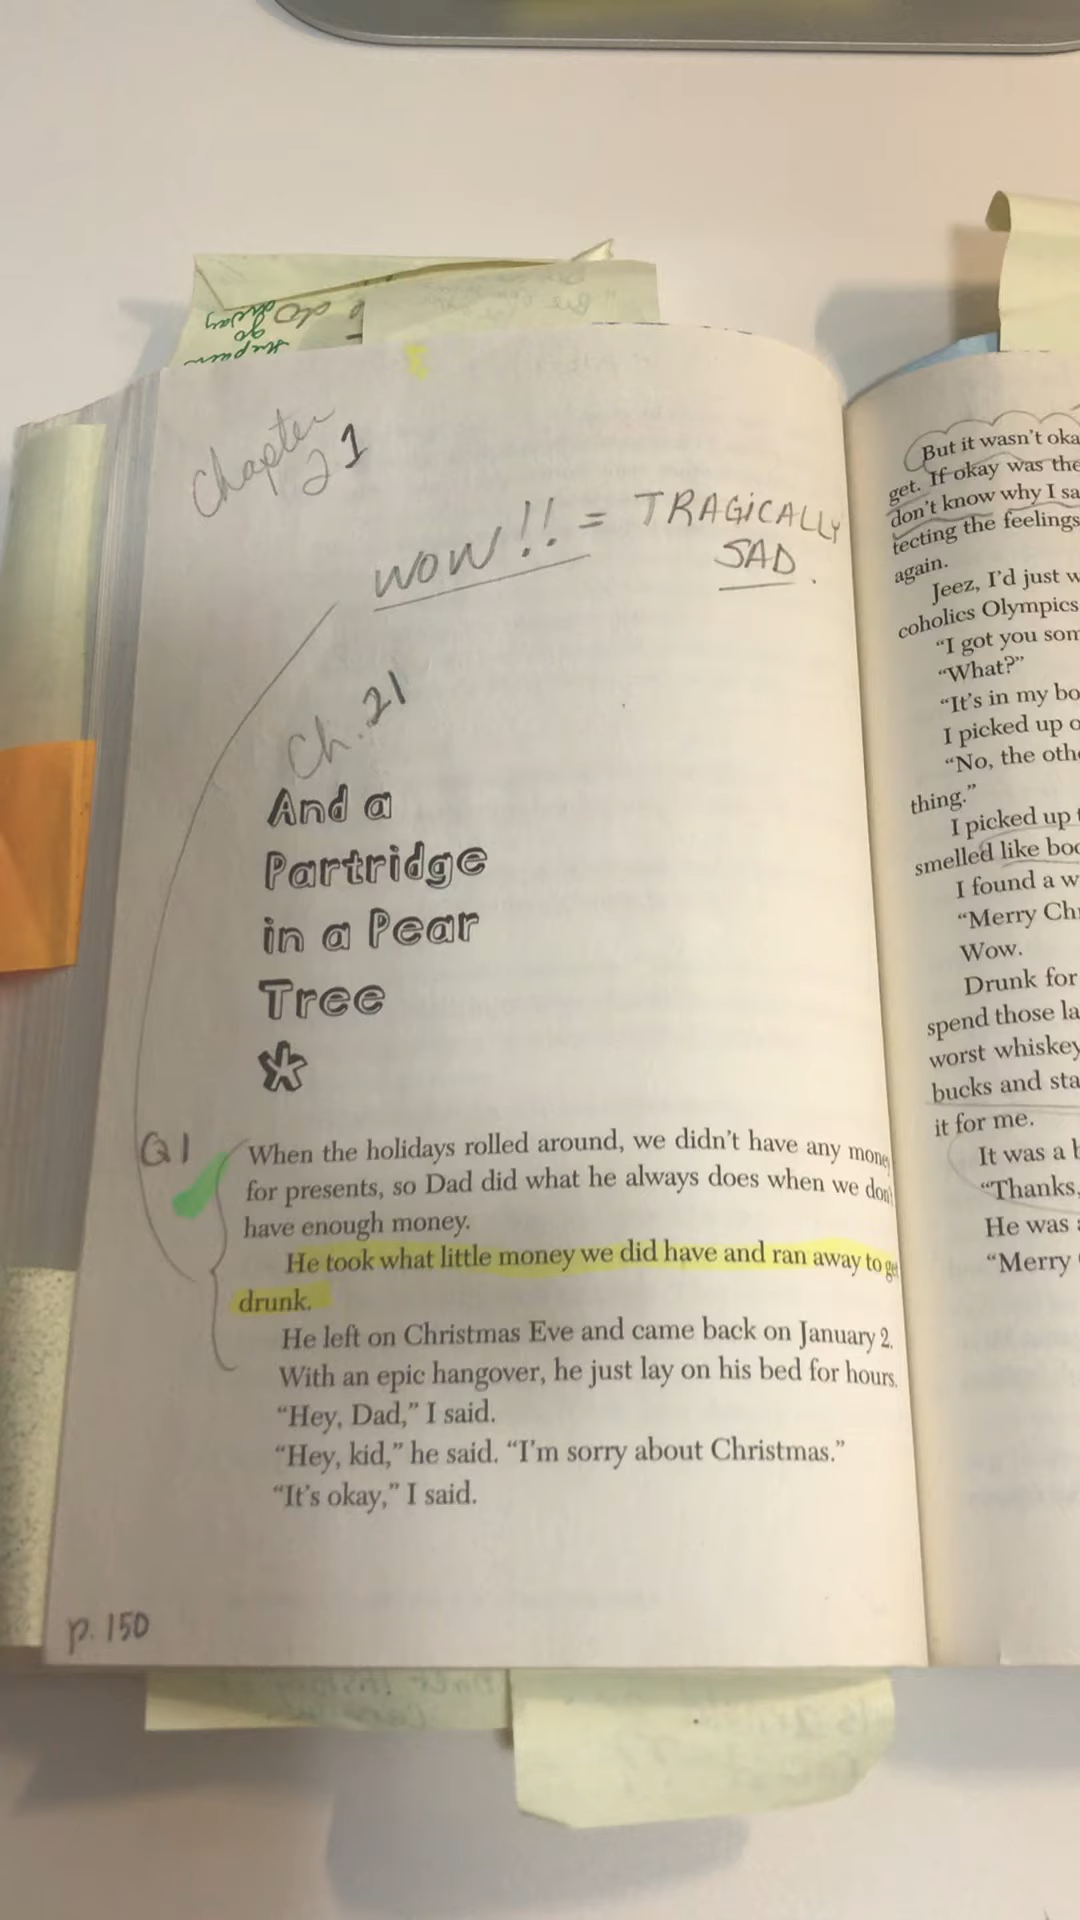 do
away
go
Chapter
21
WOW!! = TRAGICALLY
SAD.
Ch. 21
And a
Partridge
in a Pear
Tree
*
Q1
When the holidays rolled around, we didn't have any money
for presents, so Dad did what he always does when we don't
have enough money.
He took what little money we did have and ran away to get
drunk.
He left on Christmas Eve and came back on January 2.
With an epic hangover, he just lay on his bed for hours.
“Hey, Dad,” I said.
“Hey, kid,” he said. “I'm sorry about Christmas.”
“It's okay,” I said.
p. 150
But it wasn't oka
get. If okay was the
don't know why I sa
tecting the feelings
again.
Jeez, I'd just w
coholics Olympics
“I got you som
“What?”
“It's in my bo
I picked up o
“No, the oth
thing.”
I picked up t
smelled like boo
I found a w
“Merry Chr
Wow.
Drunk for
spend those la
worst whiskey
bucks and sta
it for me.
It was a b
“Thanks,
He was a
“Merry